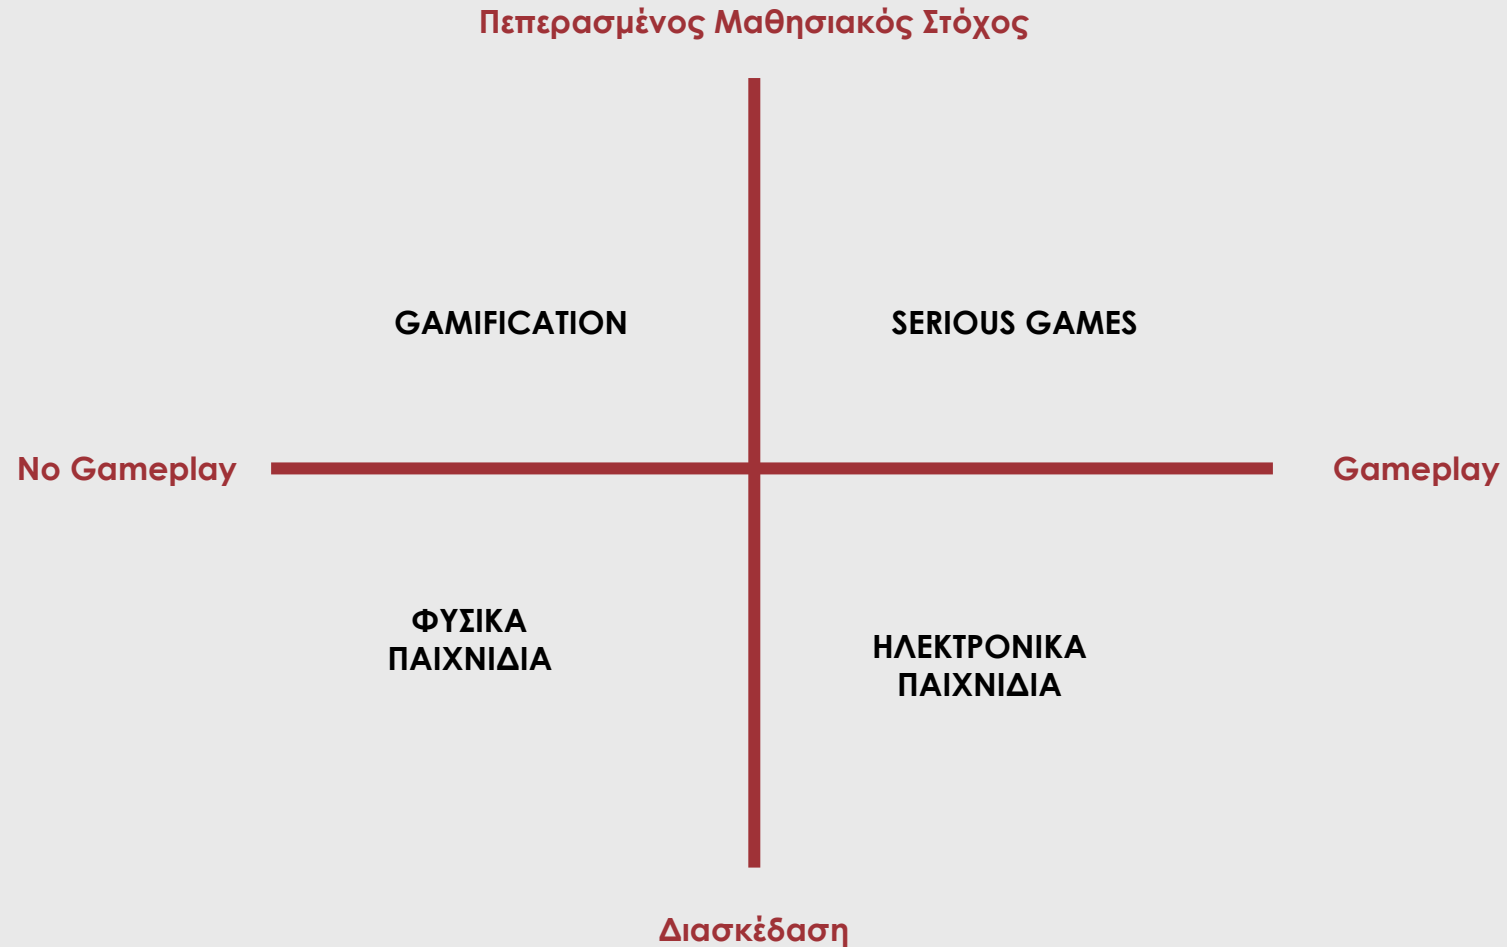 Πεπερασμένος Μαθησιακός Στόχος
GAMIFICATION
SERIOUS GAMES
No Gameplay
Gameplay
ΦΥΣΙΚΑ
ΠΑΙΧΝΙΔΙΑ
ΗΛΕΚΤΡΟΝΙΚΑ
ΠΑΙΧΝΙΔΙΑ
Διασκέδαση